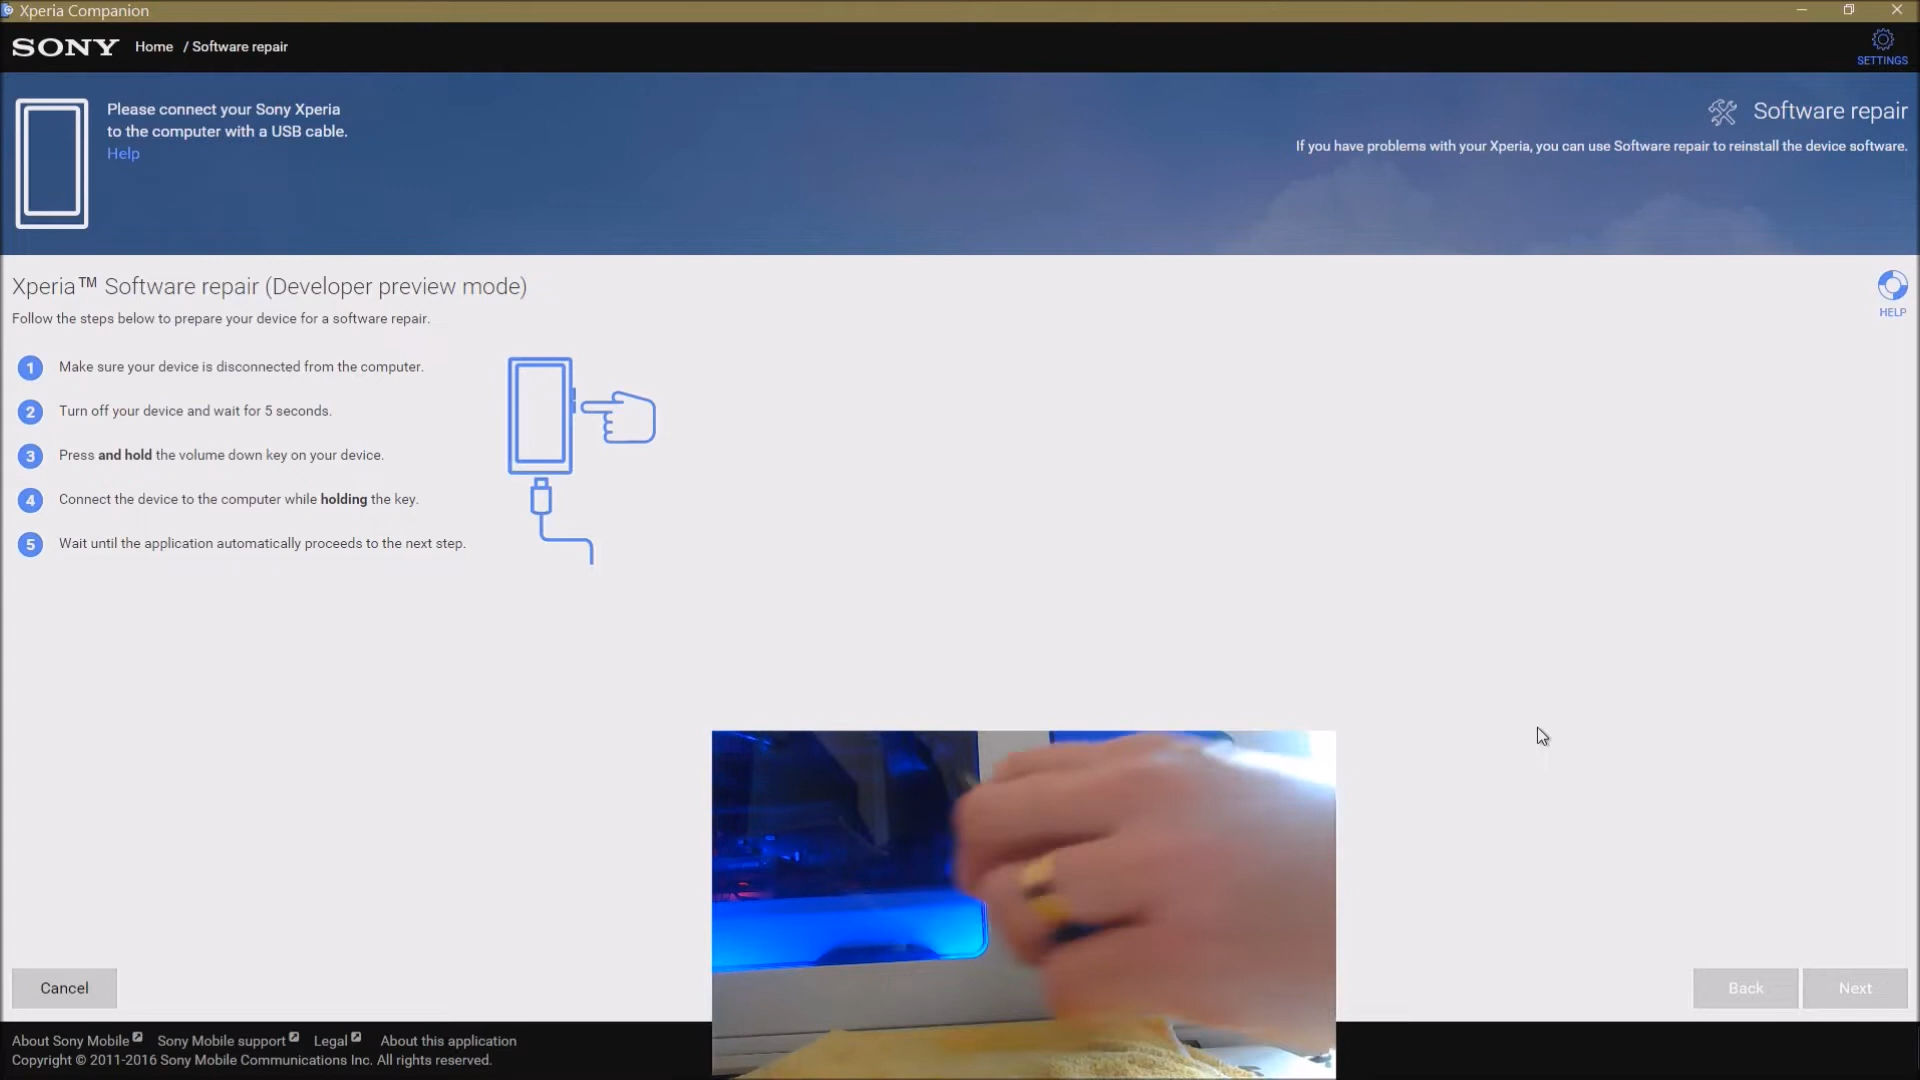 Xperia Companion
SONY Home / Software repair
SETTINGS
Please connect your Sony Xperia
to the computer with a USB cable.
Help
Software repair
If you have problems with your Xperia, you can use Software repair to reinstall the device software.
Xperia™ Software repair (Developer preview mode)
Follow the steps below to prepare your device for a software repair.
HELP
1 Make sure your device is disconnected from the computer.
2 Turn off your device and wait for 5 seconds.
3 Press and hold the volume down key on your device.
4 Connect the device to the computer while holding the key.
5 Wait until the application automatically proceeds to the next step.
Cancel
Back
Next
About Sony Mobile Sony Mobile support Legal About this application
Copyright © 2011-2016 Sony Mobile Communications Inc. All rights reserved.